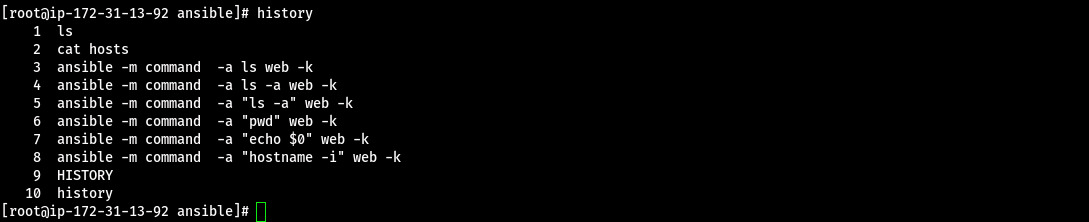 [root@ip-172-31-13-92 ansible]# history
    1  ls
    2  cat hosts
    3  ansible -m command  -a ls web -k
    4  ansible -m command  -a ls -a web -k
    5  ansible -m command  -a "ls -a" web -k
    6  ansible -m command  -a "pwd" web -k
    7  ansible -m command  -a "echo $0" web -k
    8  ansible -m command  -a "hostname -i" web -k
    9  HISTORY
   10  history
[root@ip-172-31-13-92 ansible]#